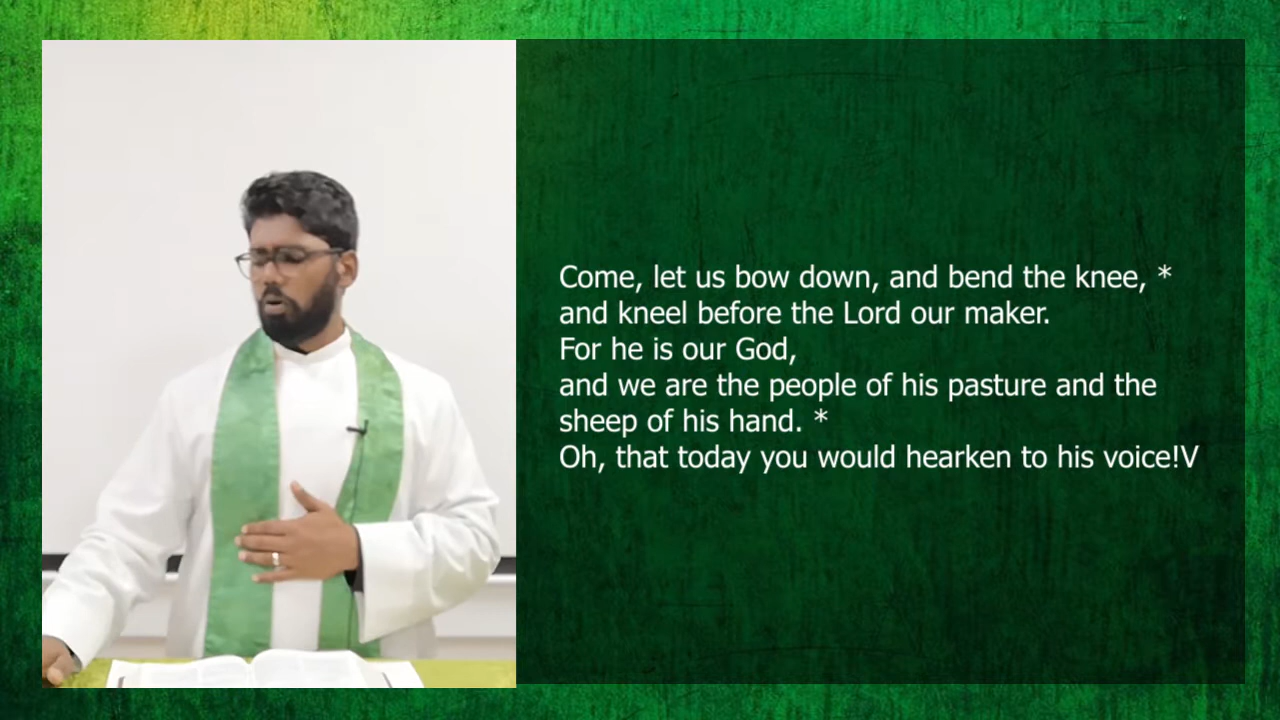 Come, let us bow down, and bend the knee, *
and kneel before the Lord our maker.
For he is our God,
and we are the people of his pasture and the
sheep of his hand. *
Oh, that today you would hearken to his voice!V